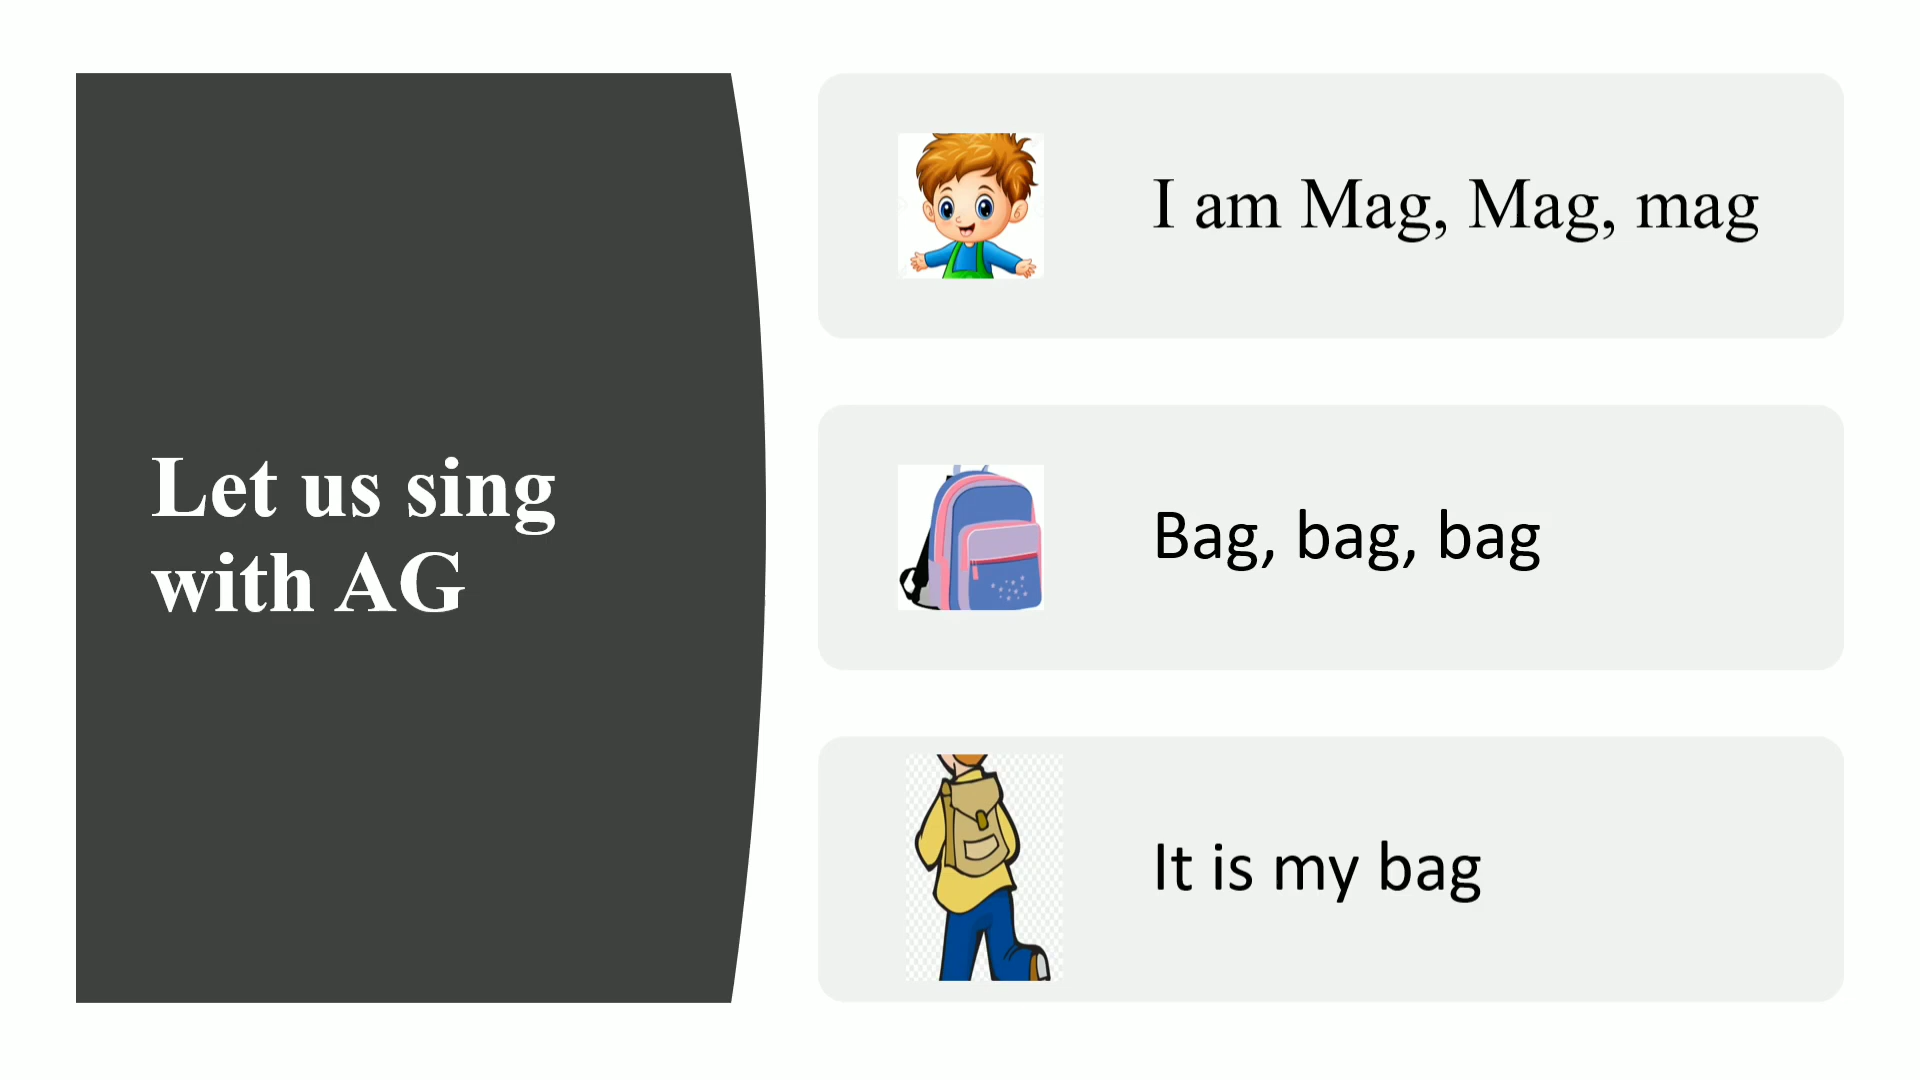 Let us sing
with AG
I am Mag, Mag, mag
Bag, bag, bag
It is my bag